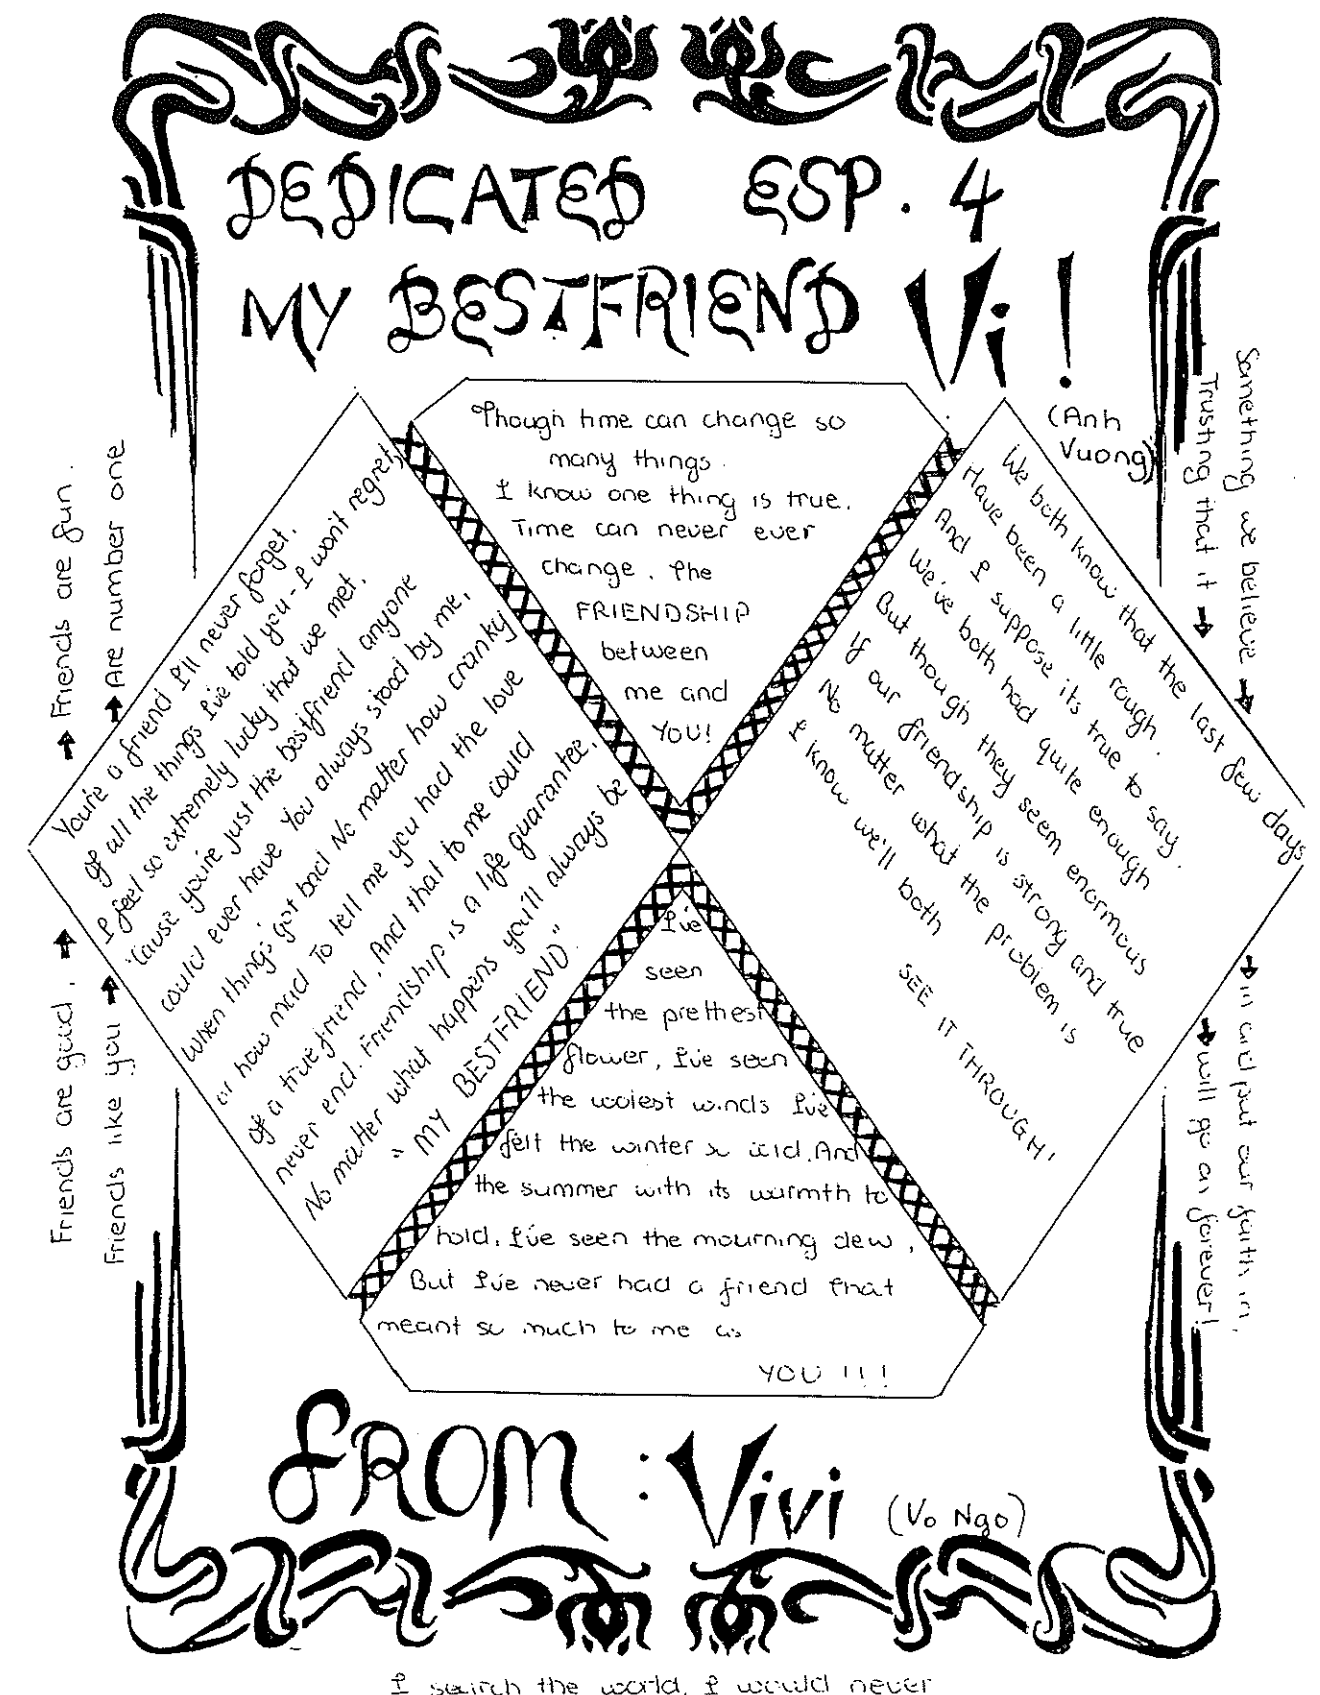 DEDICATED ESP. 4
MY BESTFRIEND Vi!
(Anh
Vuong)
Though time can change so
many things.
I know one thing is true.
Time can never ever
change. The
FRIENDSHIP
between
me and
YOU!
You're a friend I'll never forget.
Of all the things I've told you - I won't regret,
I feel so extremely lucky that we met.
'Cause you're just the bestfriend anyone
could ever have You always stood by me,
When things got bad No matter how cranky
or how mad To tell me you had the love
of a true friend, And that to me could
never end. Friendship is a life guarantee.
No matter what happens you'll always be
"MY BESTFRIEND".
We both know that the last few days,
Have been a little rough.
And I suppose its true to say.
We've both had quite enough
But though they seem enormous
If our friendship is strong and true
No matter what the problem is
I know we'll both
SEE IT THROUGH!
I've
seen
the prettiest
flower, I've seen
the coolest winds I've
felt the winter so cold. And
the summer with its warmth to
hold. I've seen the mourning dew,
But I've never had a friend that
meant so much to me as
YOU !!!
Friends are good, → Friends are fun.
Friends like you → Are number one
Something we believe → in and put our faith in,
Trusting that it → will go on forever!
FROM: Vivi (Vo Ngo)
I search the world, I would never